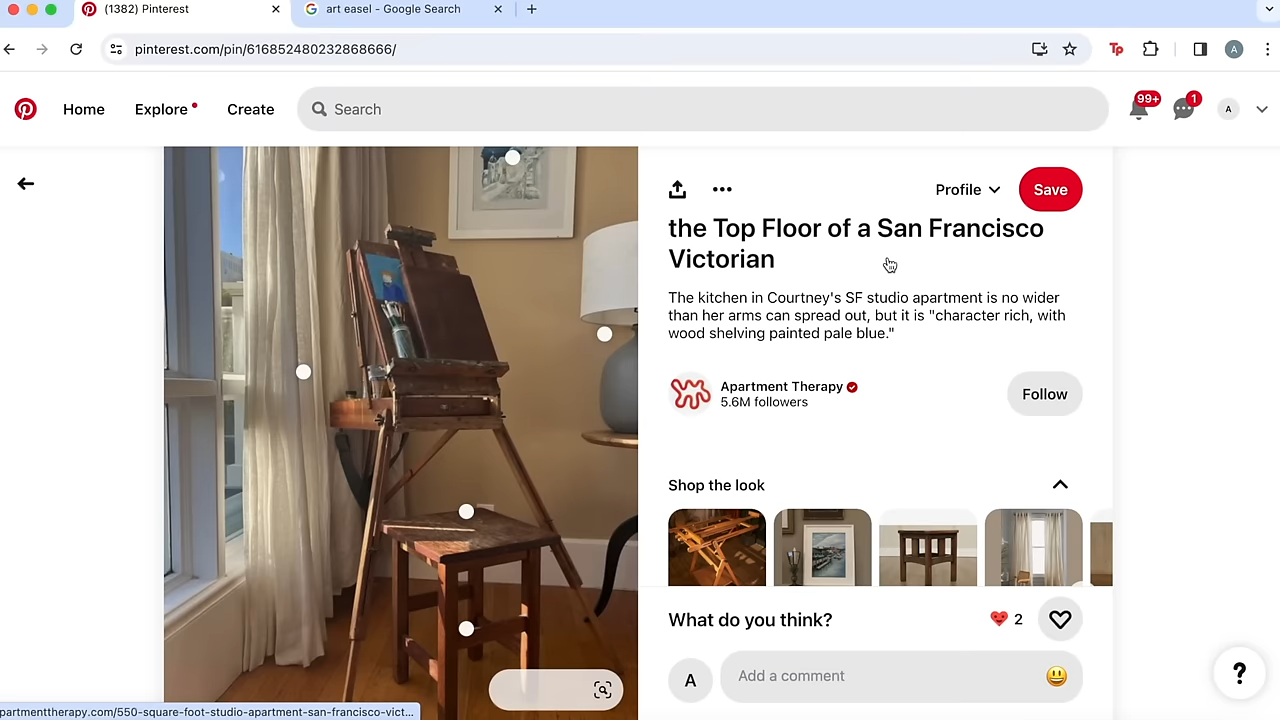 (1382) Pinterest
art easel - Google Search
pinterest.com/pin/616852480232868666/
Tp
A
Home
Explore
Create
Search
99+
1
A
Profile
Save
the Top Floor of a San Francisco
Victorian
The kitchen in Courtney's SF studio apartment is no wider
than her arms can spread out, but it is "character rich, with
wood shelving painted pale blue."
Apartment Therapy
5.6M followers
Follow
Shop the look
What do you think?
2
A
Add a comment
?
partmenttherapy.com/550-square-foot-studio-apartment-san-francisco-vict...